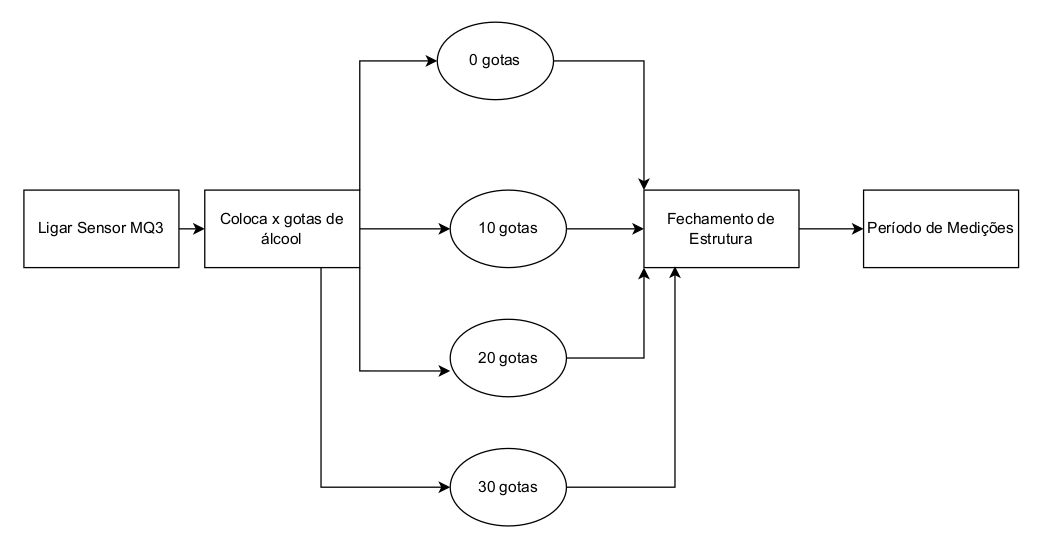 0 gotas
Ligar Sensor MQ3
Coloca x gotas de
álcool
10 gotas
Fechamento de
Estrutura
Período de Medições
20 gotas
30 gotas